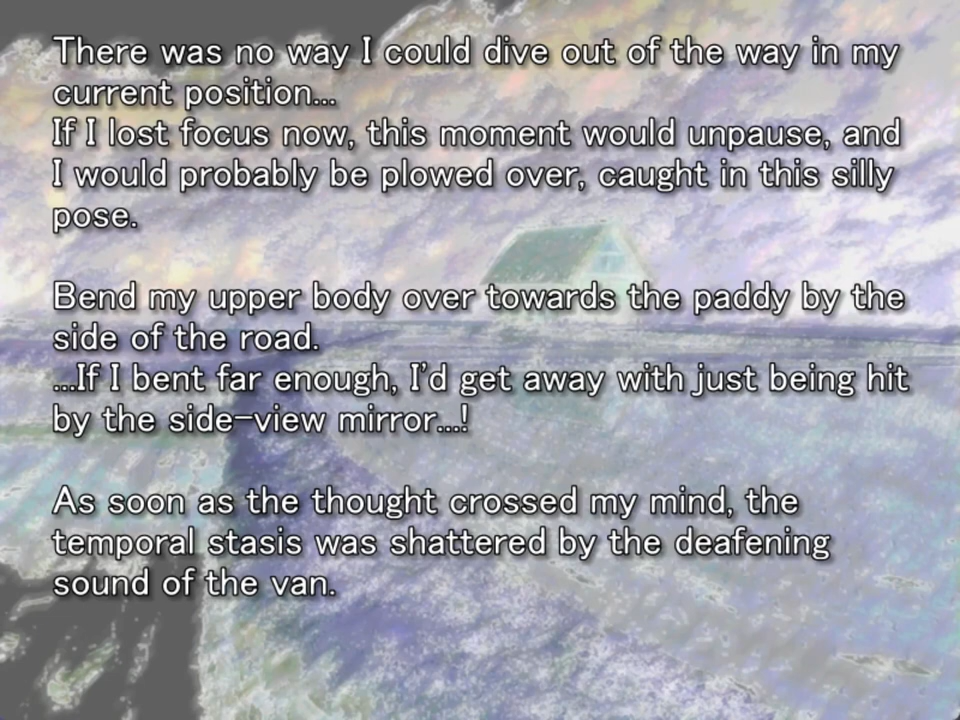 There was no way I could dive out of the way in my
current position...
If I lost focus now, this moment would unpause, and
I would probably be plowed over, caught in this silly
pose.
Bend my upper body over towards the paddy by the
side of the road.
...If I bent far enough, I'd get away with just being hit
by the side-view mirror...!
As soon as the thought crossed my mind, the
temporal stasis was shattered by the deafening
sound of the van.